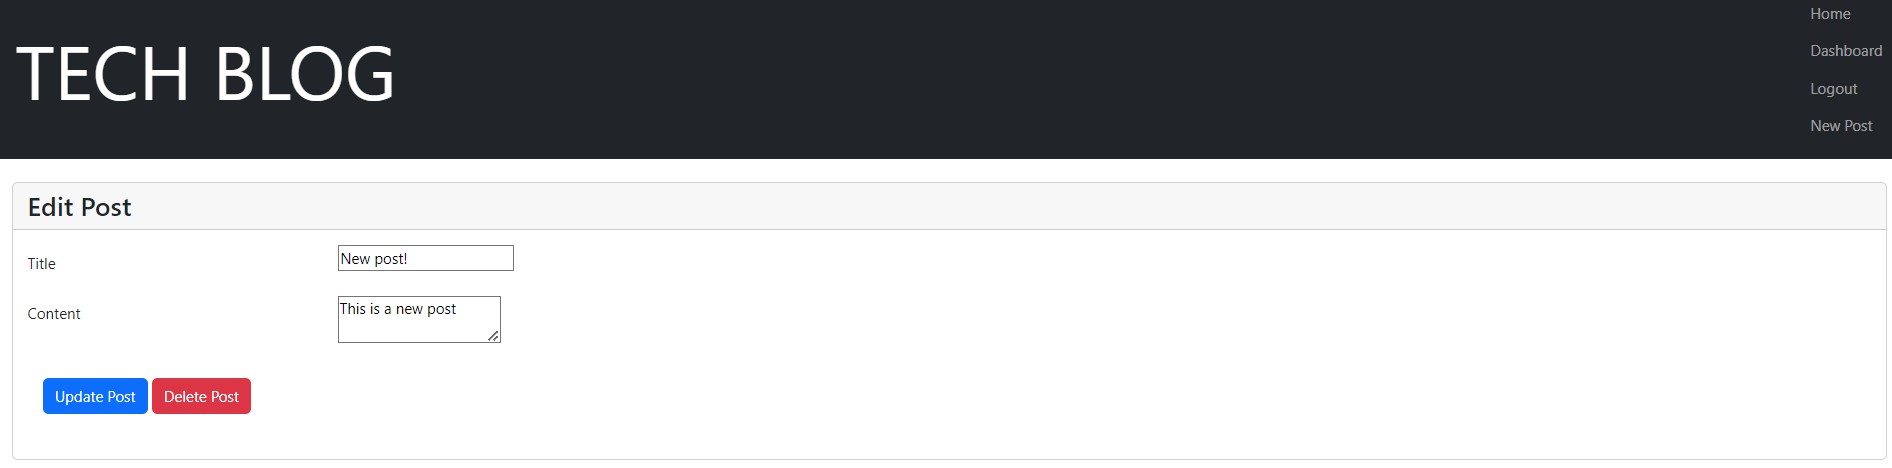 TECH BLOG
Home
Dashboard
Logout
New Post
Edit Post
Title
New post!
Content
This is a new post
Update Post
Delete Post